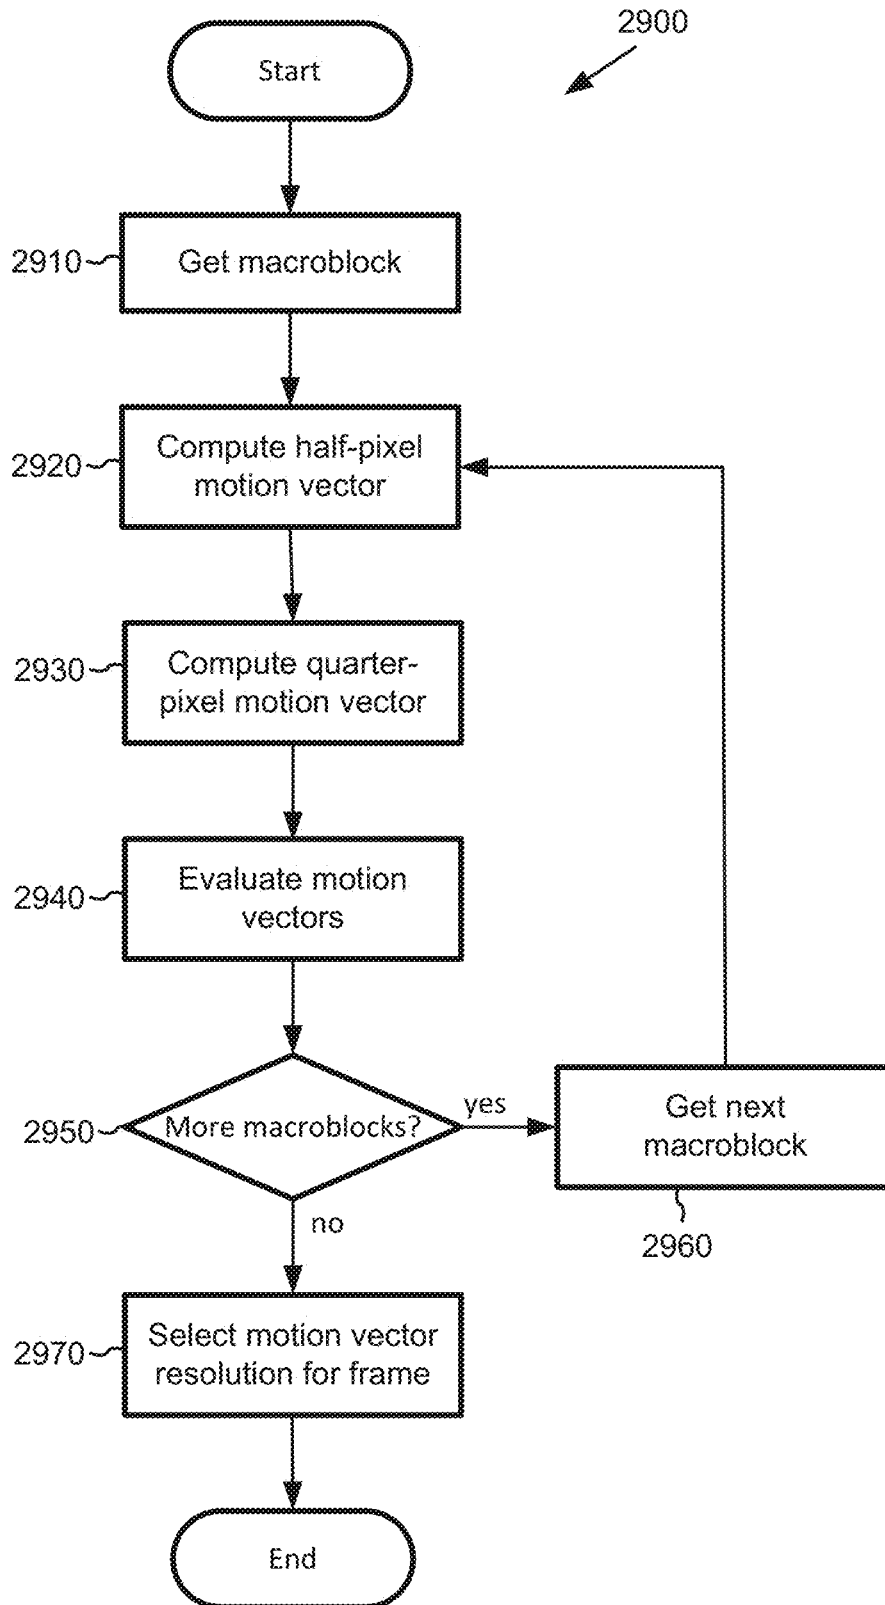 2900
Start
2910
Get macroblock
2920
Compute half-pixel
motion vector
2930
Compute quarter-
pixel motion vector
2940
Evaluate motion
vectors
2950
More macroblocks?
yes
Get next
macroblock
2960
no
2970
Select motion vector
resolution for frame
End